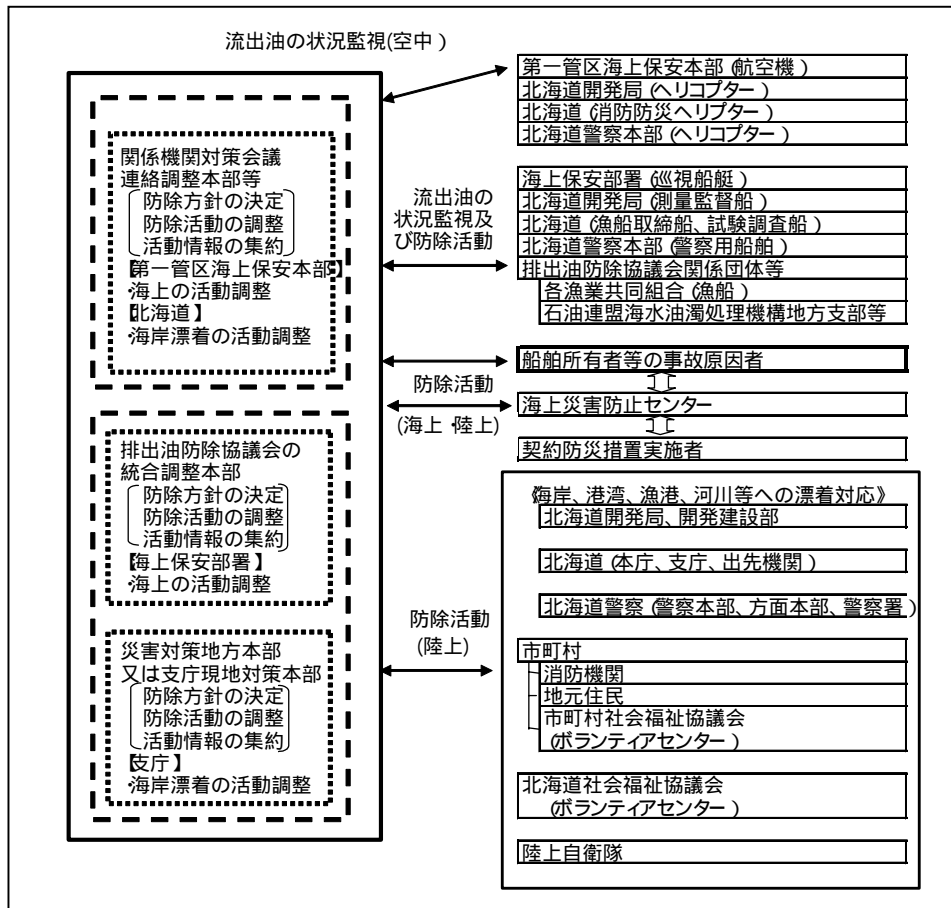 流出油の状況監視(空中)
関係機関対策会議
連絡調整本部等
防除方針の決定
防除活動の調整
活動情報の集約
【第一管区海上保安本部】
・海上の活動調整
【北海道】
・海岸漂着の活動調整
排出油防除協議会の
統合調整本部
防除方針の決定
防除活動の調整
活動情報の集約
【海上保安部署】
・海上の活動調整
災害対策地方本部
又は支庁現地対策本部
防除方針の決定
防除活動の調整
活動情報の集約
【支庁】
・海岸漂着の活動調整
流出油の
状況監視及
び防除活動
防除活動
(海上・陸上)
防除活動
(陸上)
第一管区海上保安本部(航空機)
北海道開発局(ヘリコプター)
北海道(消防防災ヘリプター)
北海道警察本部(ヘリコプター)
海上保安部署(巡視船艇)
北海道開発局(測量監督船)
北海道(漁船取締船、試験調査船)
北海道警察本部(警察用船舶)
排出油防除協議会関係団体等
各漁業共同組合(漁船)
石油連盟海水油濁処理機構地方支部等
船舶所有者等の事故原因者
海上災害防止センター
契約防災措置実施者
《海岸、港湾、漁港、河川等への漂着対応》
北海道開発局、開発建設部
北海道(本庁、支庁、出先機関)
北海道警察(警察本部、方面本部、警察署)
市町村
消防機関
地元住民
市町村社会福祉協議会
(ボランティアセンター)
北海道社会福祉協議会
(ボランティアセンター)
陸上自衛隊